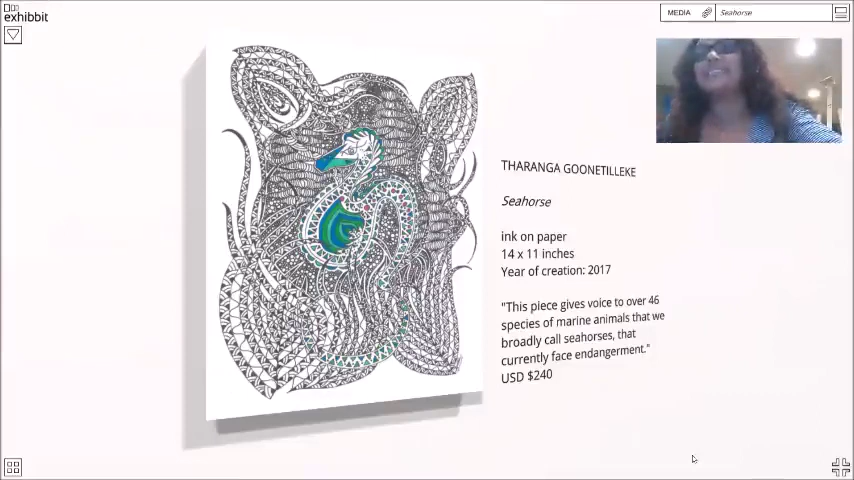 exhibbit
MEDIA
Seahorse
THARANGA GOONETILLEKE
Seahorse
ink on paper
14 x 11 inches
Year of creation: 2017
"This piece gives voice to over 46
species of marine animals that we
broadly call seahorses, that
currently face endangerment."
USD $240